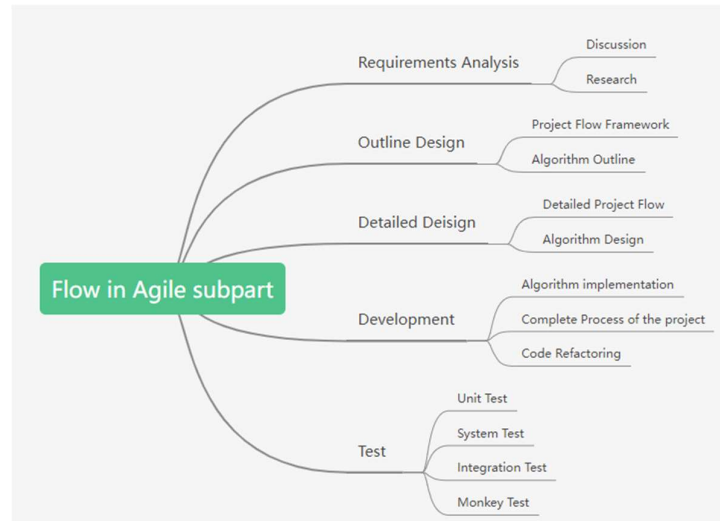 Flow in Agile subpart
Requirements Analysis
Discussion
Research
Outline Design
Project Flow Framework
Algorithm Outline
Detailed Deisign
Detailed Project Flow
Algorithm Design
Development
Algorithm implementation
Complete Process of the project
Code Refactoring
Test
Unit Test
System Test
Integration Test
Monkey Test